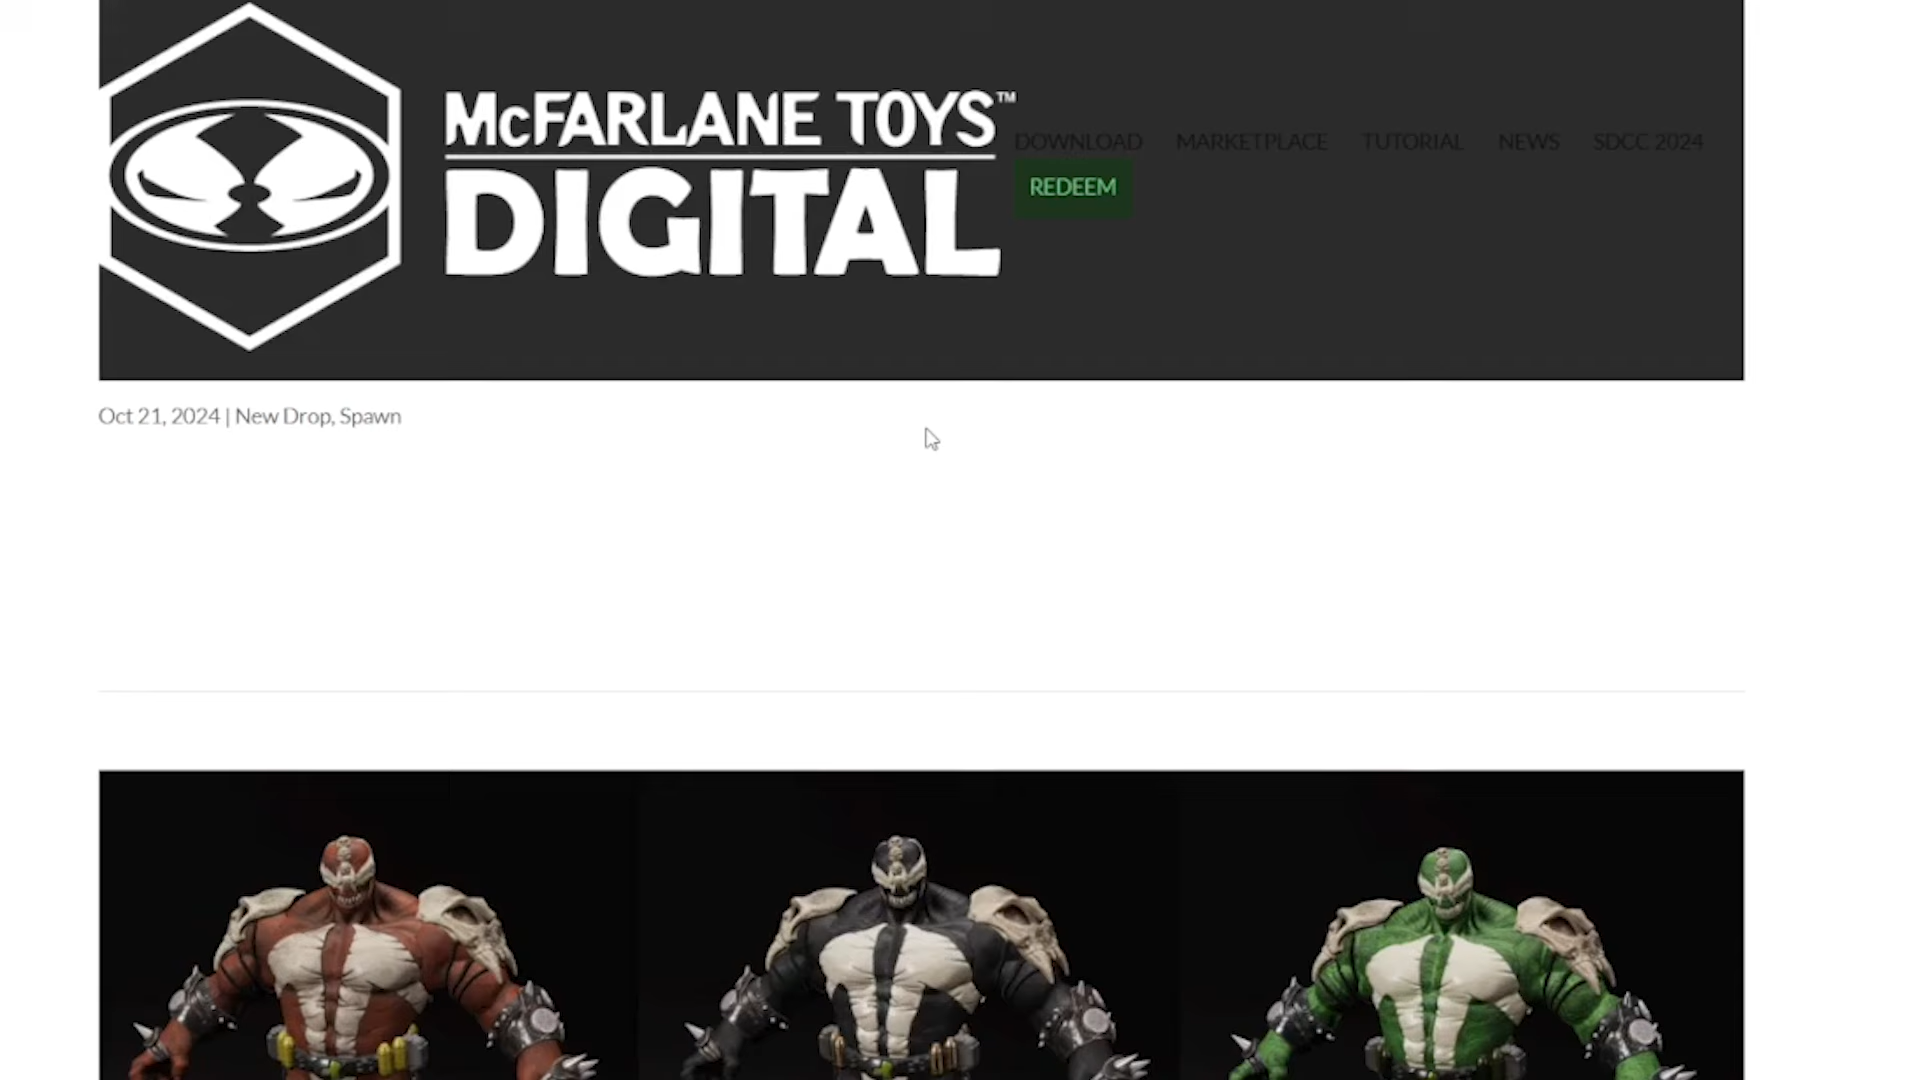 McFARLANE TOYS™
DIGITAL
DOWNLOAD MARKETPLACE TUTORIAL NEWS SDCC 2024
REDEEM
Oct 21, 2024 | New Drop, Spawn